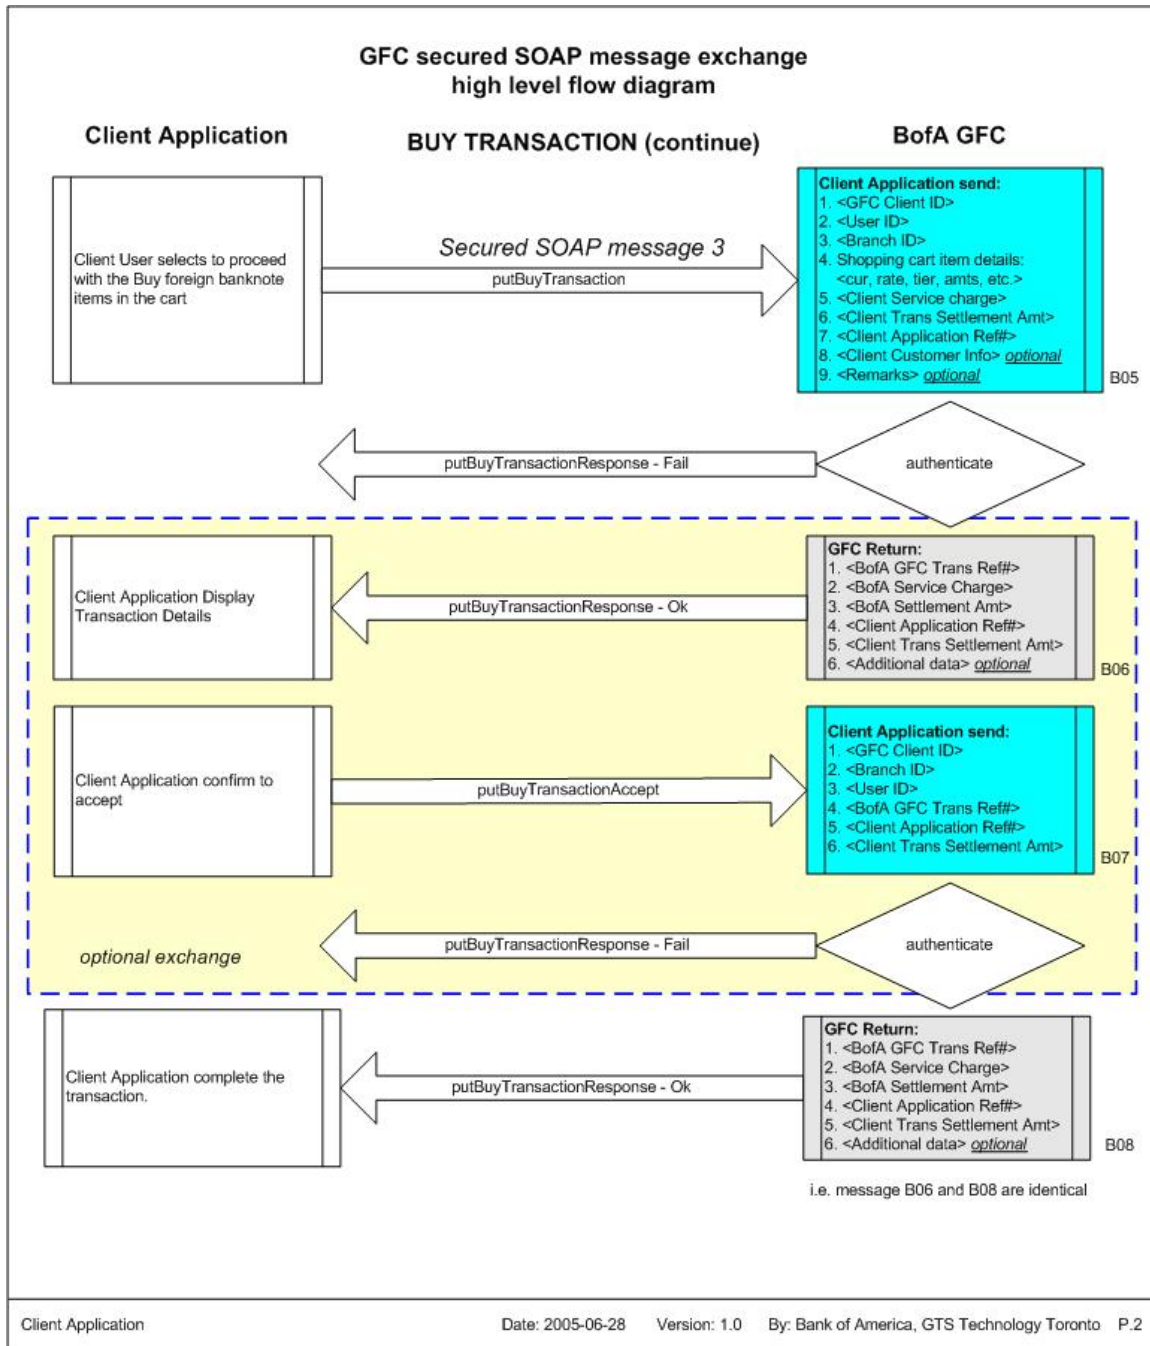 GFC secured SOAP message exchange
high level flow diagram
Client Application
BUY TRANSACTION (continue)
BofA GFC
Client User selects to proceed
with the Buy foreign banknote
items in the cart
Secured SOAP message 3
putBuyTransaction
Client Application send:
1. <GFC Client ID>
2. <User ID>
3. <Branch ID>
4. Shopping cart item details:
<cur, rate, tier, amts, etc.>
5. <Client Service charge>
6. <Client Trans Settlement Amt>
7. <Client Application Ref#>
8. <Client Customer Info> optional
9. <Remarks> optional
B05
putBuyTransactionResponse - Fail
authenticate
Client Application Display
Transaction Details
putBuyTransactionResponse - Ok
GFC Return:
1. <BofA GFC Trans Ref#>
2. <BofA Service Charge>
3. <BofA Settlement Amt>
4. <Client Application Ref#>
5. <Client Trans Settlement Amt>
6. <Additional data> optional
B06
Client Application confirm to
accept
putBuyTransactionAccept
Client Application send:
1. <GFC Client ID>
2. <Branch ID>
3. <User ID>
4. <BofA GFC Trans Ref#>
5. <Client Application Ref#>
6. <Client Trans Settlement Amt>
B07
optional exchange
putBuyTransactionResponse - Fail
authenticate
Client Application complete the
transaction.
putBuyTransactionResponse - Ok
GFC Return:
1. <BofA GFC Trans Ref#>
2. <BofA Service Charge>
3. <BofA Settlement Amt>
4. <Client Application Ref#>
5. <Client Trans Settlement Amt>
6. <Additional data> optional
B08
i.e. message B06 and B08 are identical
Client Application
Date: 2005-06-28 Version: 1.0 By: Bank of America, GTS Technology Toronto P.2